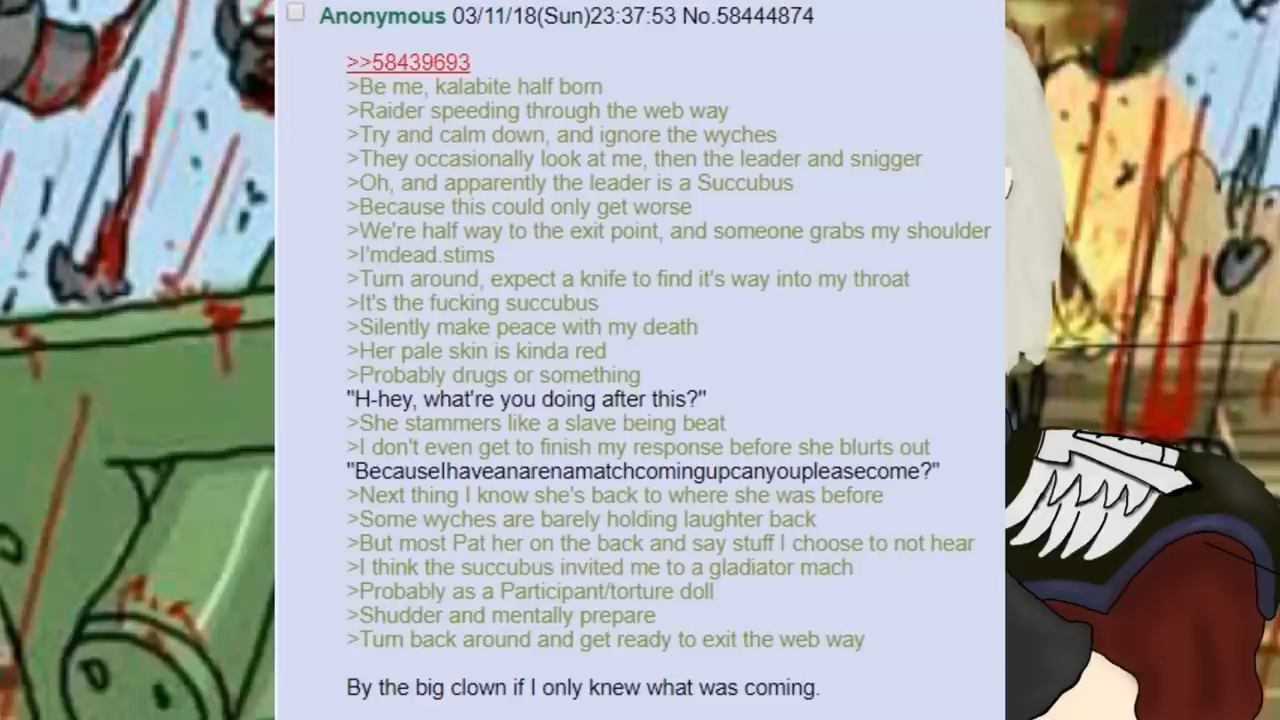 Anonymous 03/11/18(Sun)23:37:53 No.58444874
>>58439693
>Be me, kalabite half born
>Raider speeding through the web way
>Try and calm down, and ignore the wyches
>They occasionally look at me, then the leader and snigger
>Oh, and apparently the leader is a Succubus
>Because this could only get worse
>We're half way to the exit point, and someone grabs my shoulder
>I'mdead.stims
>Turn around, expect a knife to find it's way into my throat
>It's the fucking succubus
>Silently make peace with my death
>Her pale skin is kinda red
>Probably drugs or something
"H-hey, what're you doing after this?"
>She stammers like a slave being beat
>I don't even get to finish my response before she blurts out
"BecauseIhaveanarenamatchcomingupcanyoupleasecome?"
>Next thing I know she's back to where she was before
>Some wyches are barely holding laughter back
>But most Pat her on the back and say stuff I choose to not hear
>I think the succubus invited me to a gladiator mach
>Probably as a Participant/torture doll
>Shudder and mentally prepare
>Turn back around and get ready to exit the web way
By the big clown if I only knew what was coming.